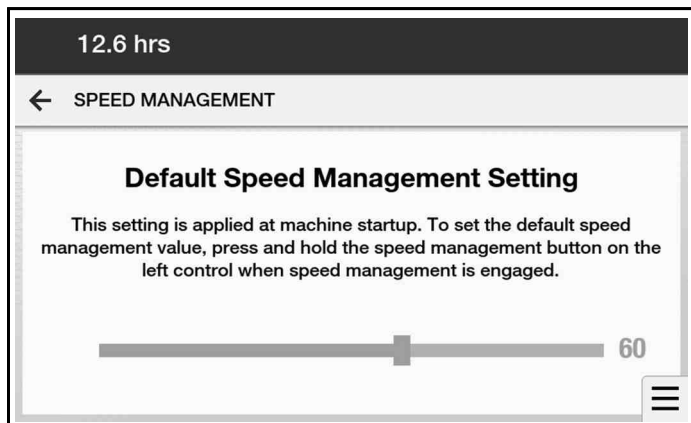 12.6 hrs
SPEED MANAGEMENT
Default Speed Management Setting
This setting is applied at machine startup. To set the default speed
management value, press and hold the speed management button on the
left control when speed management is engaged.
60